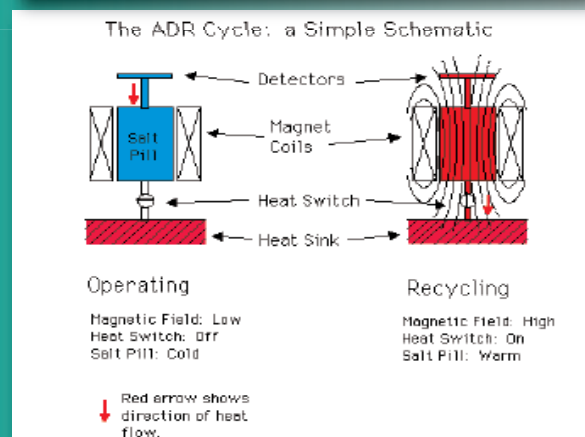 The ADR Cycle: a Simple Schematic
Detectors
Salt
Pill
Magnet
Coils
Heat Switch
Heat Sink
Operating
Magnetic Field: Low
Heat Switch: Off
Salt Pill: Cold
Recycling
Magnetic Field: High
Heat Switch: On
Salt Pill: Warm
Red arrow shows
direction of heat
flow.